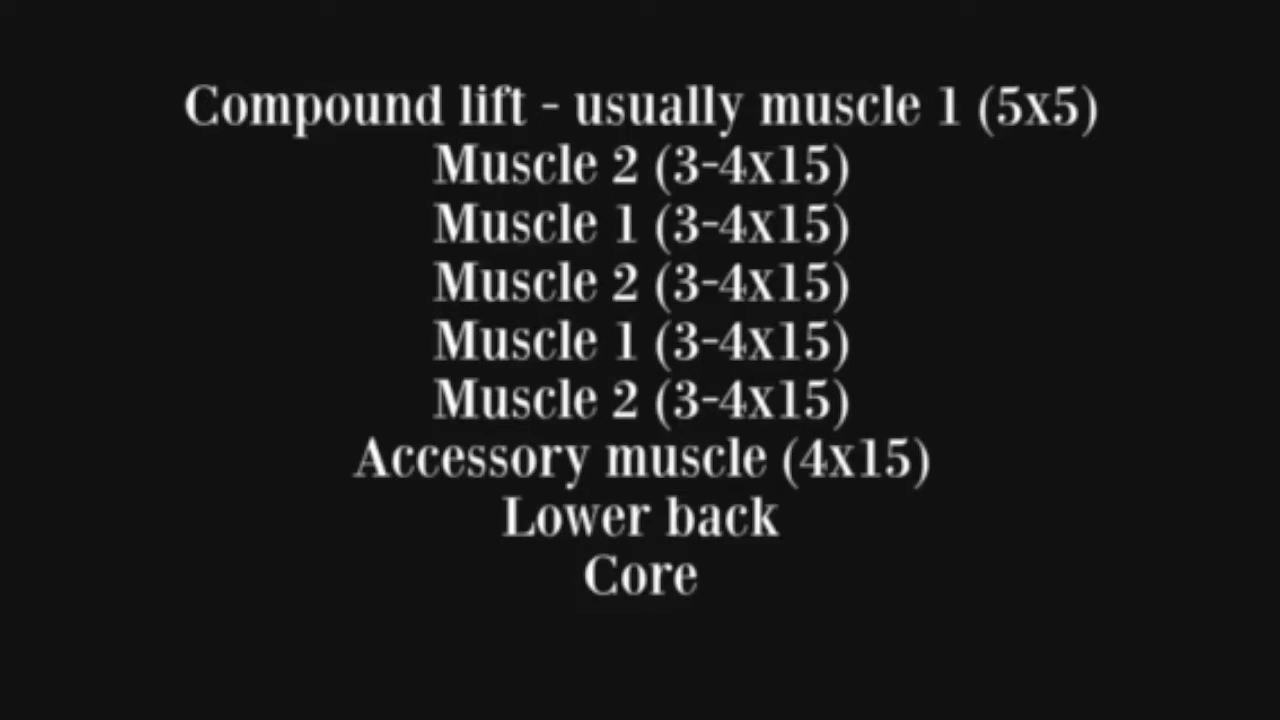 Compound lift - usually muscle 1 (5x5)
Muscle 2 (3-4x15)
Muscle 1 (3-4x15)
Muscle 2 (3-4x15)
Muscle 1 (3-4x15)
Muscle 2 (3-4x15)
Accessory muscle (4x15)
Lower back
Core